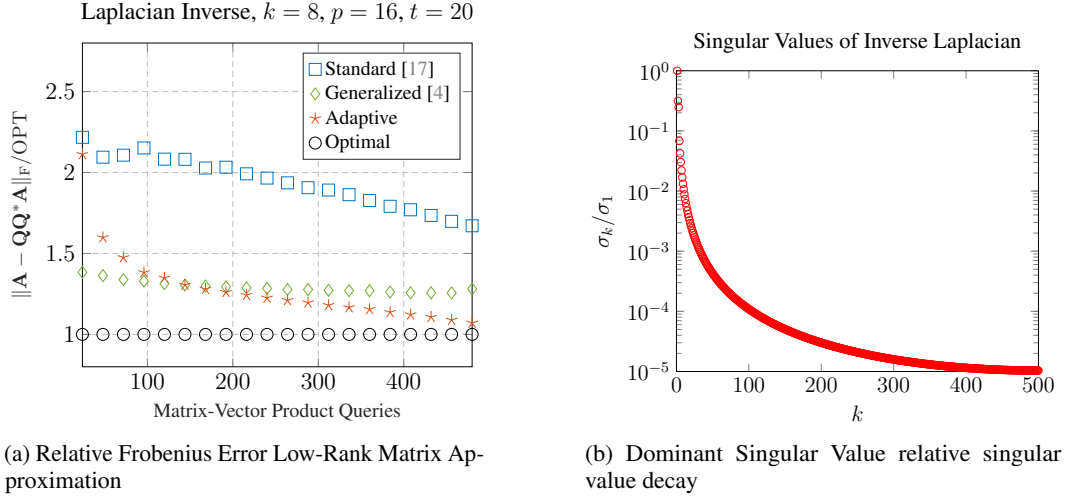 Laplacian Inverse, k = 8, p = 16, t = 20
‖A − QQ*A‖F/OPT
2.5
2
1.5
1
Standard [17]
Generalized [4]
Adaptive
Optimal
100 200 300 400
Matrix-Vector Product Queries
(a) Relative Frobenius Error Low-Rank Matrix Ap-
proximation
Singular Values of Inverse Laplacian
σk/σ1
10^0
10^−1
10^−2
10^−3
10^−4
10^−5
0 100 200 300 400 500
k
(b) Dominant Singular Value relative singular
value decay